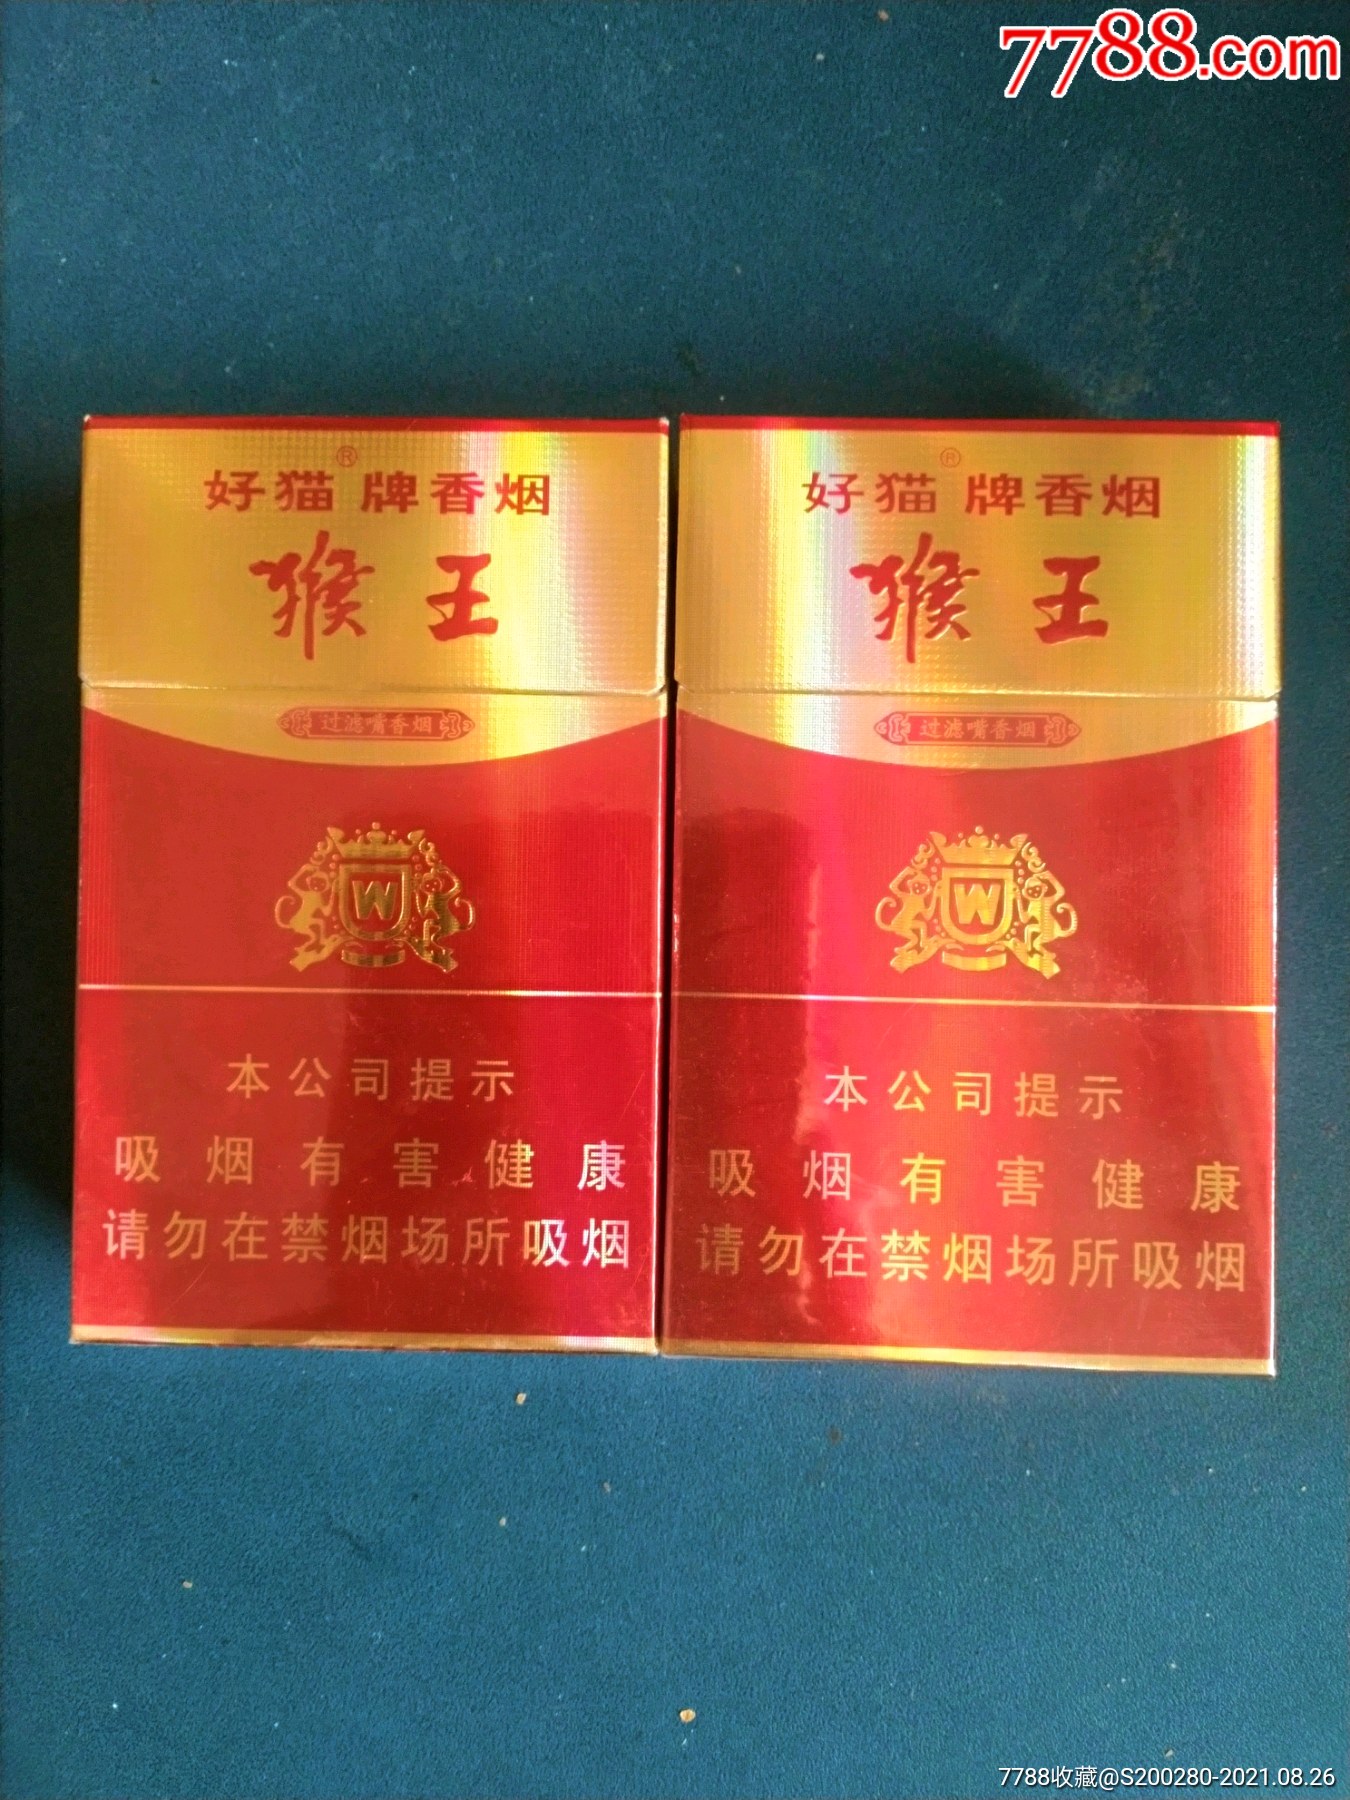 7788.com
好猫® 牌香烟
猴王
过滤嘴香烟
W
本公司提示
吸烟有害健康
请勿在禁烟场所吸烟
好猫® 牌香烟
猴王
过滤嘴香烟
W
本公司提示
吸烟有害健康
请勿在禁烟场所吸烟
7788收藏@S200280-2021.08.26